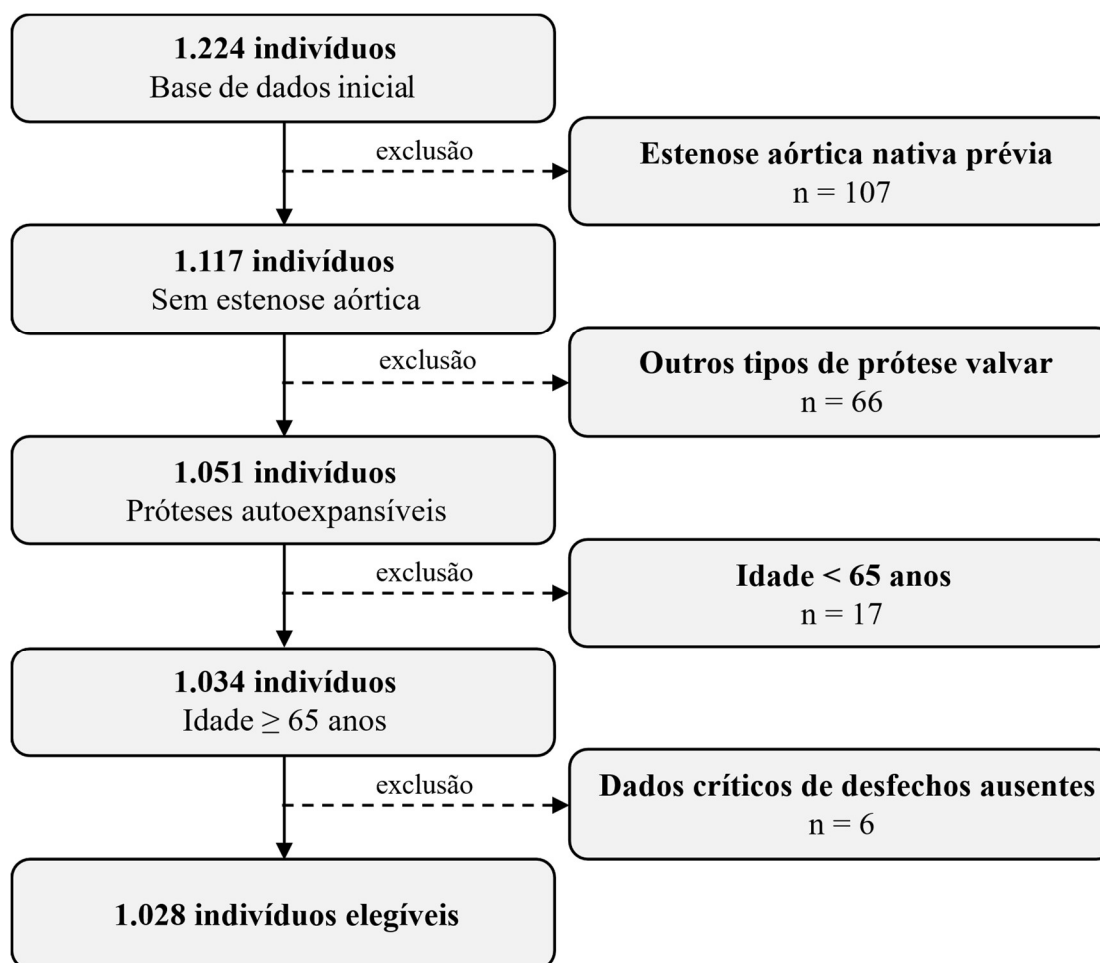 1.224 indivíduos
Base de dados inicial
exclusão
Estenose aórtica nativa prévia
n = 107
1.117 indivíduos
Sem estenose aórtica
exclusão
Outros tipos de prótese valvar
n = 66
1.051 indivíduos
Próteses autoexpansíveis
exclusão
Idade < 65 anos
n = 17
1.034 indivíduos
Idade ≥ 65 anos
exclusão
Dados críticos de desfechos ausentes
n = 6
1.028 indivíduos elegíveis